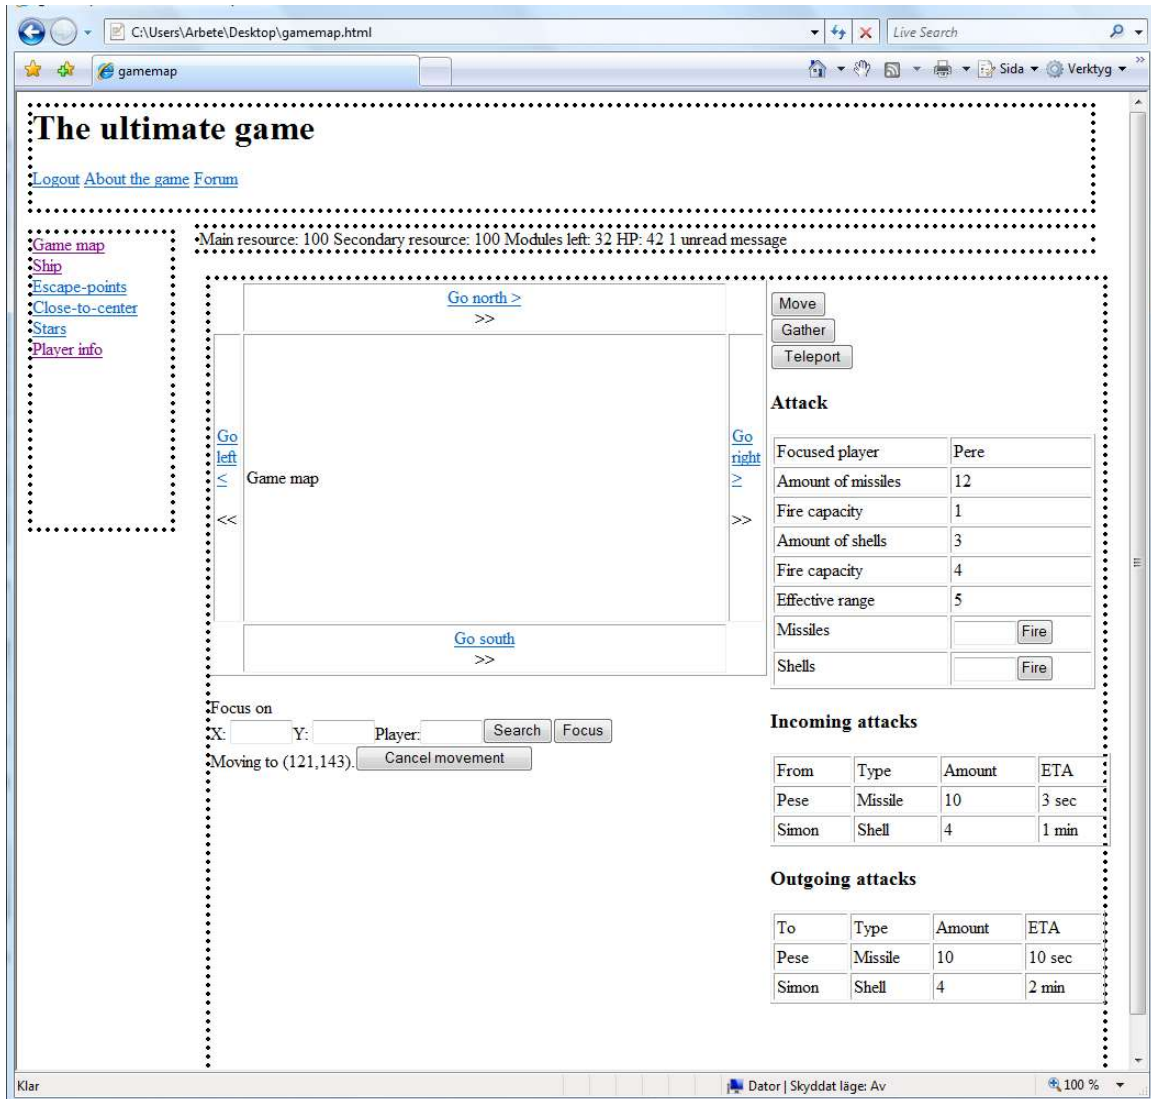 C:\Users\Arbete\Desktop\gamemap.html
Live Search
gamemap
Sida
Verktyg
The ultimate game
Logout About the game Forum
Game map
Ship
Escape-points
Close-to-center
Stars
Player info
Main resource: 100 Secondary resource: 100 Modules left: 32 HP: 42 1 unread message
Go north >
>>
Go
left
<
<<
Game map
Go
right
>
>>
Go south
>>
Focus on
X: Y: Player: Search Focus
Moving to (121,143). Cancel movement
Move
Gather
Teleport
Attack
Focused player Pere
Amount of missiles 12
Fire capacity 1
Amount of shells 3
Fire capacity 4
Effective range 5
Missiles Fire
Shells Fire
Incoming attacks
From Type Amount ETA
Pese Missile 10 3 sec
Simon Shell 4 1 min
Outgoing attacks
To Type Amount ETA
Pese Missile 10 10 sec
Simon Shell 4 2 min
Klar
Dator | Skyddat läge: Av
100 %